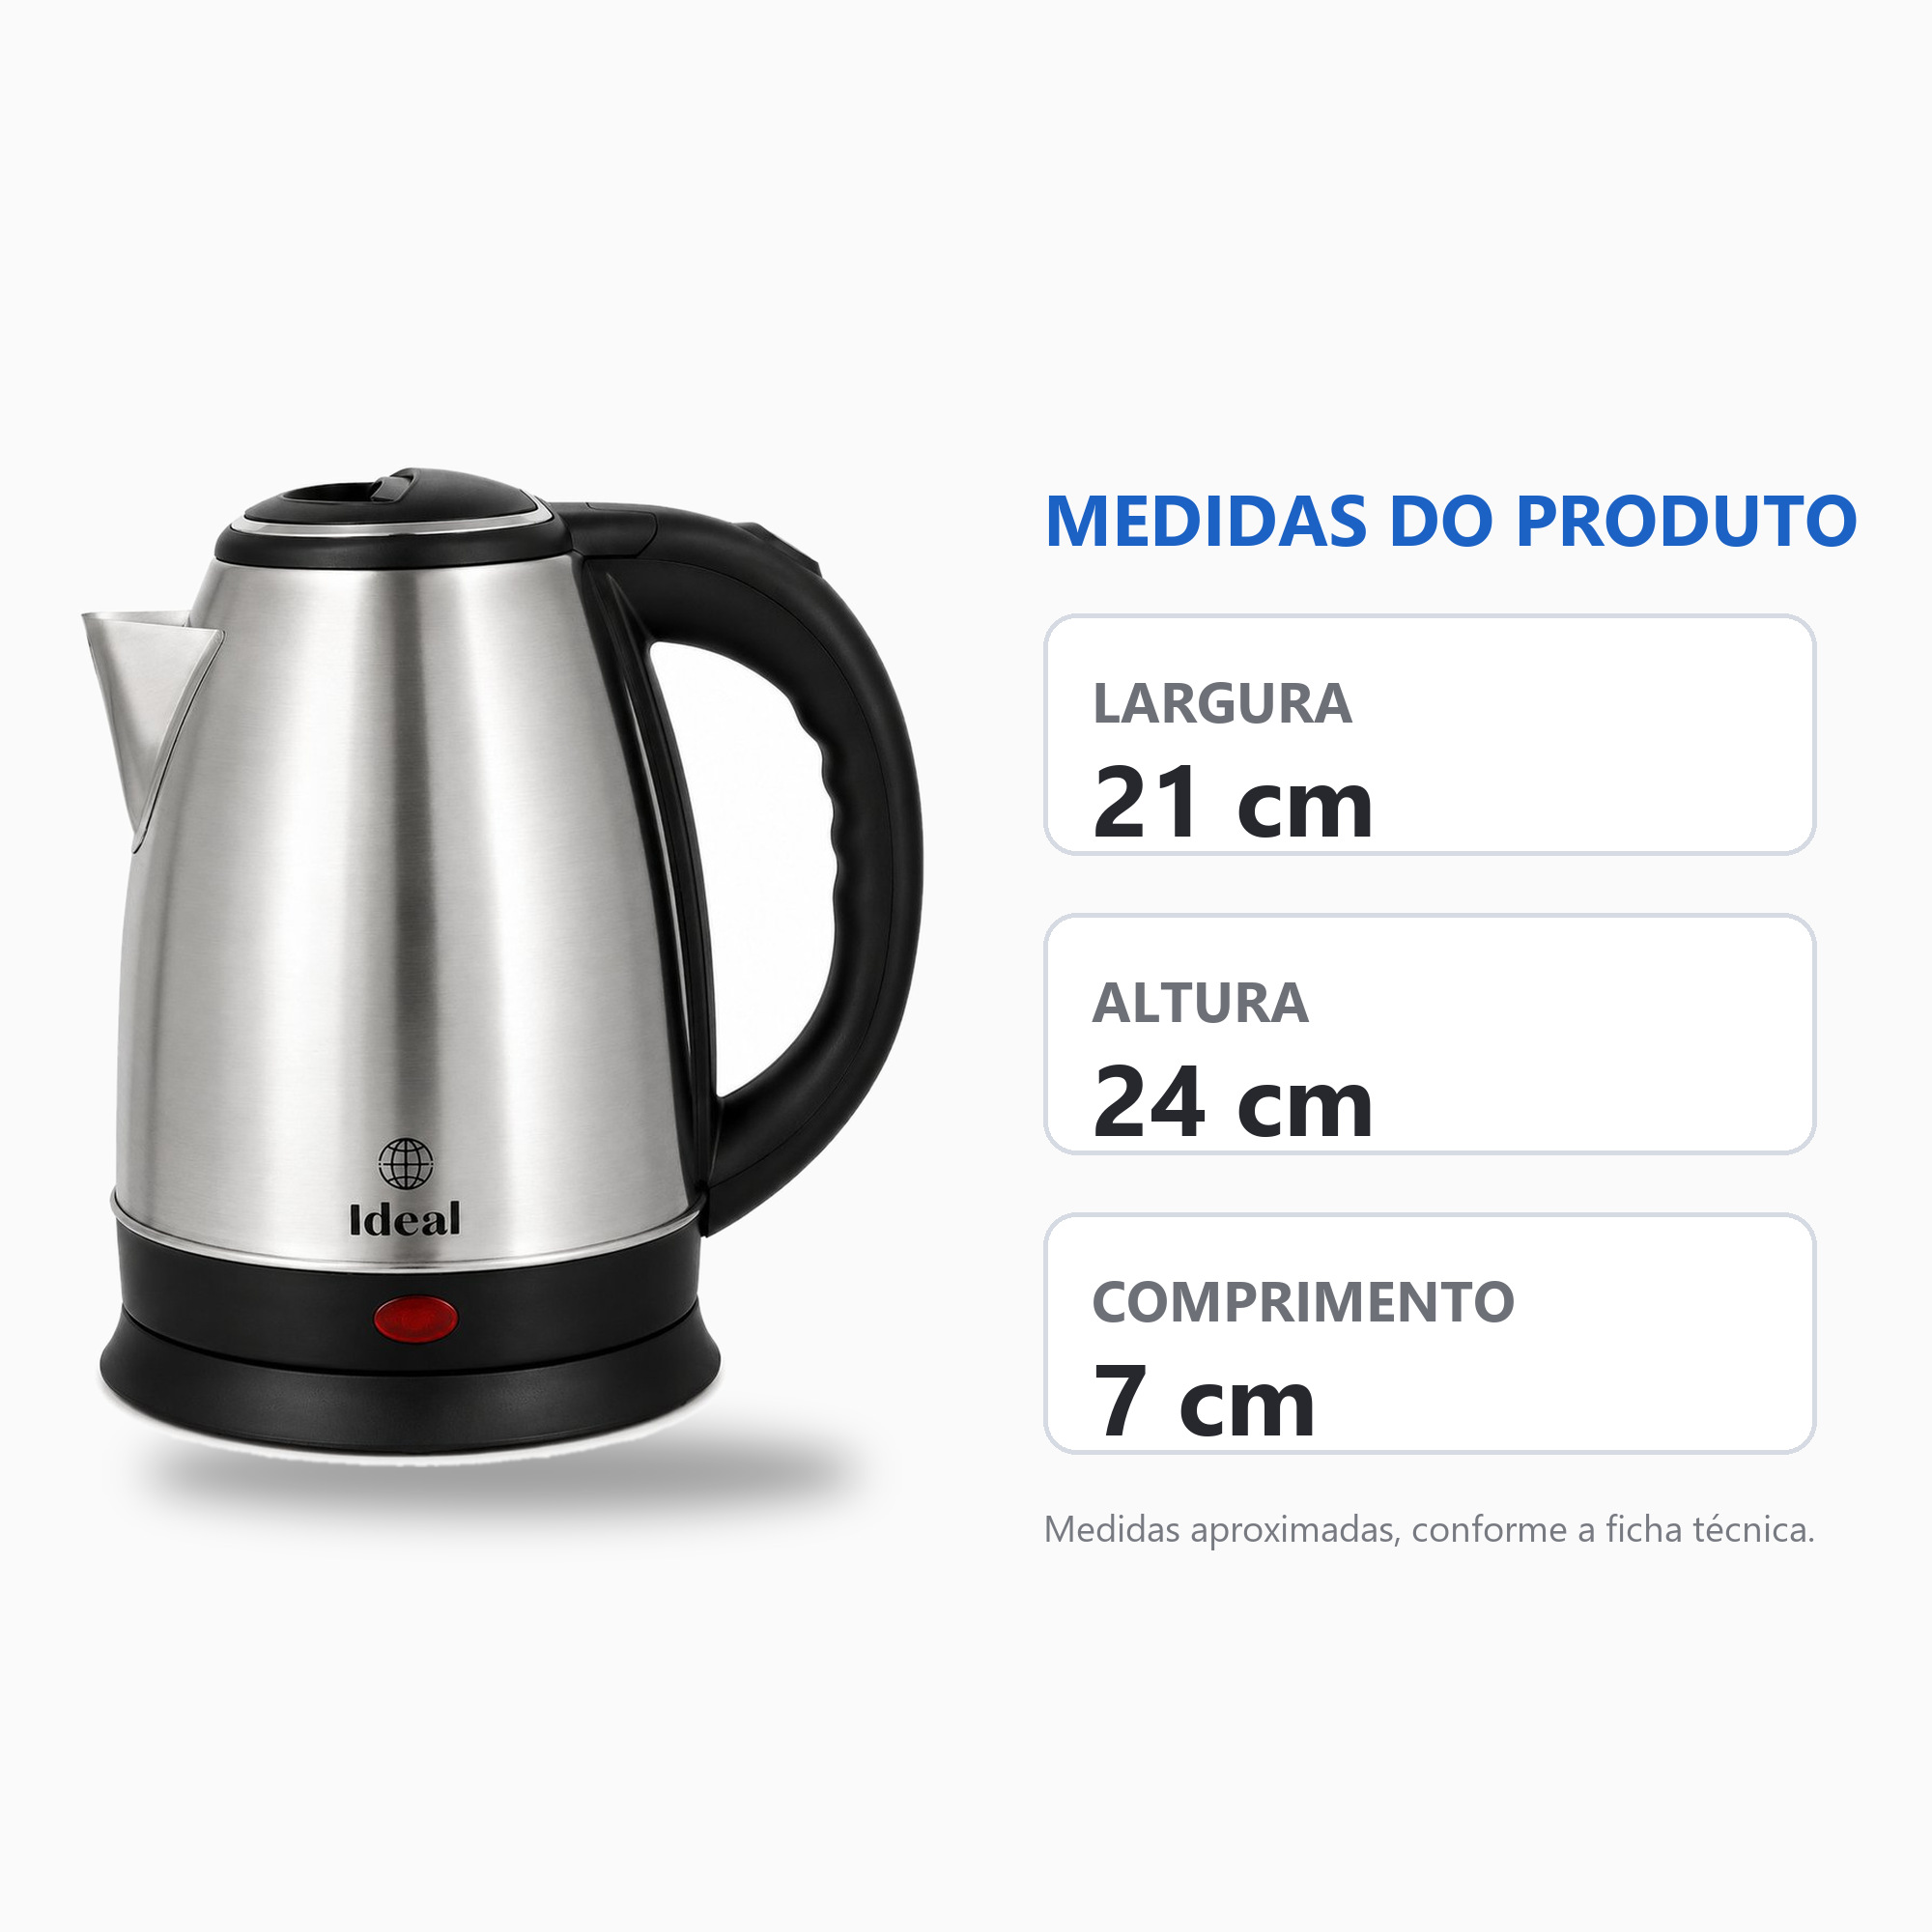 MEDIDAS DO PRODUTO
LARGURA
21 cm
ALTURA
24 cm
COMPRIMENTO
7 cm
Medidas aproximadas, conforme a ficha técnica.
Ideal